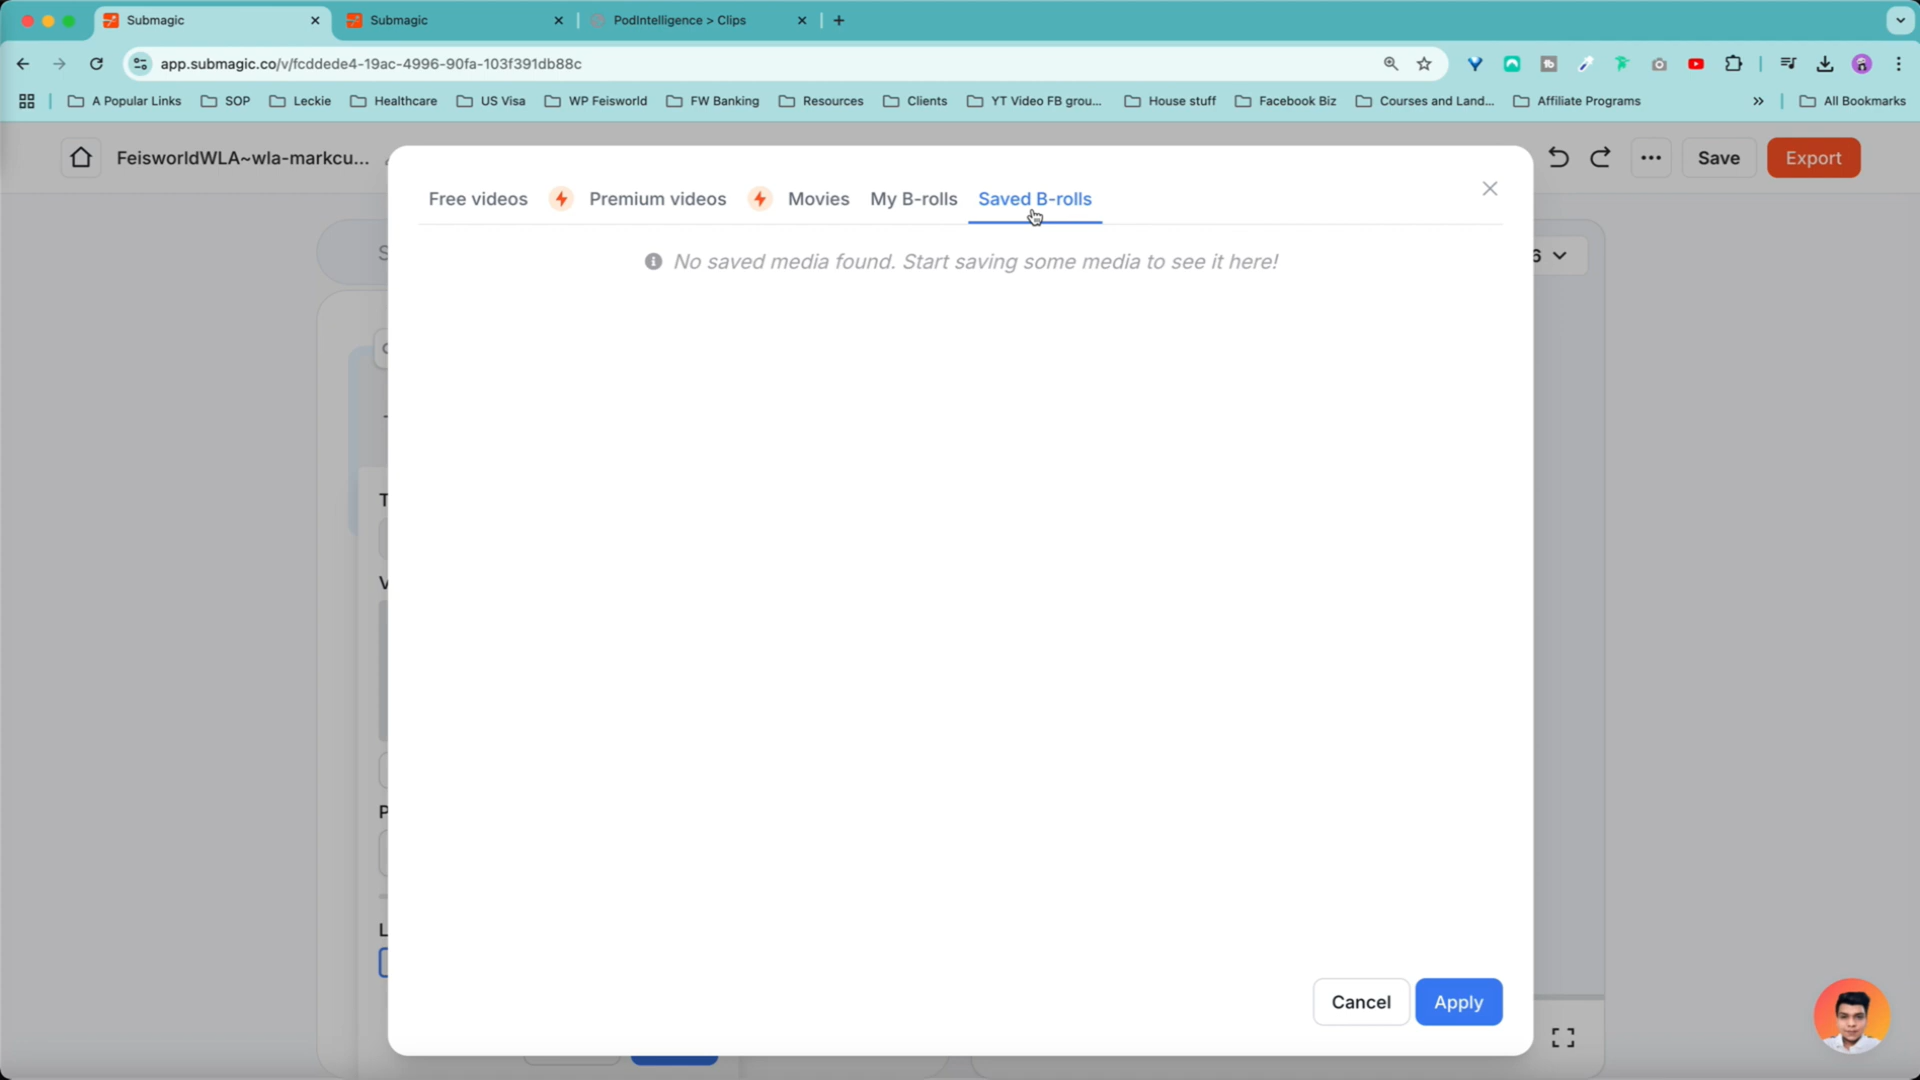 Submagic
Submagic
PodIntelligence > Clips
app.submagic.co/v/fcddede4-19ac-4996-90fa-103f391db88c
A Popular Links
SOP
Leckie
Healthcare
US Visa
WP Feisworld
FW Banking
Resources
Clients
YT Video FB grou...
House stuff
Facebook Biz
Courses and Land...
Affiliate Programs
All Bookmarks
FeisworldWLA~wla-markcu...
Save
Export
Free videos
Premium videos
Movies
My B-rolls
Saved B-rolls
No saved media found. Start saving some media to see it here!
Cancel
Apply